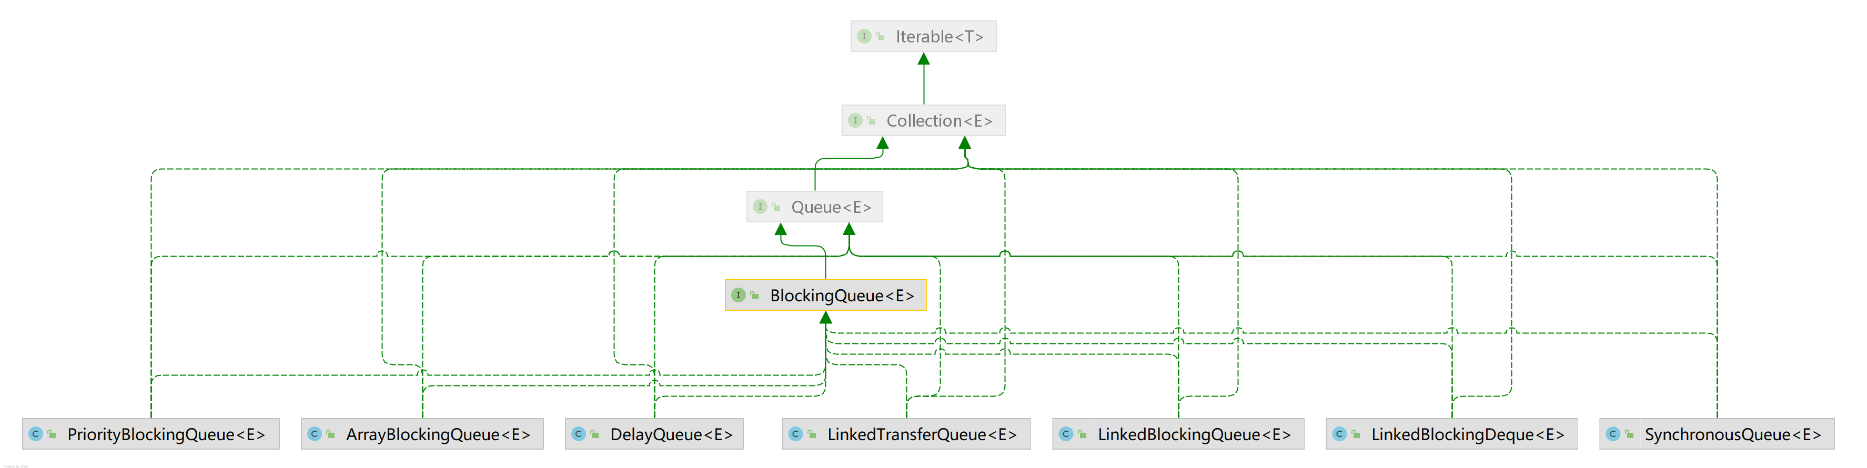 Iterable<T>
Collection<E>
Queue<E>
BlockingQueue<E>
PriorityBlockingQueue<E>
ArrayBlockingQueue<E>
DelayQueue<E>
LinkedTransferQueue<E>
LinkedBlockingQueue<E>
LinkedBlockingDeque<E>
SynchronousQueue<E>